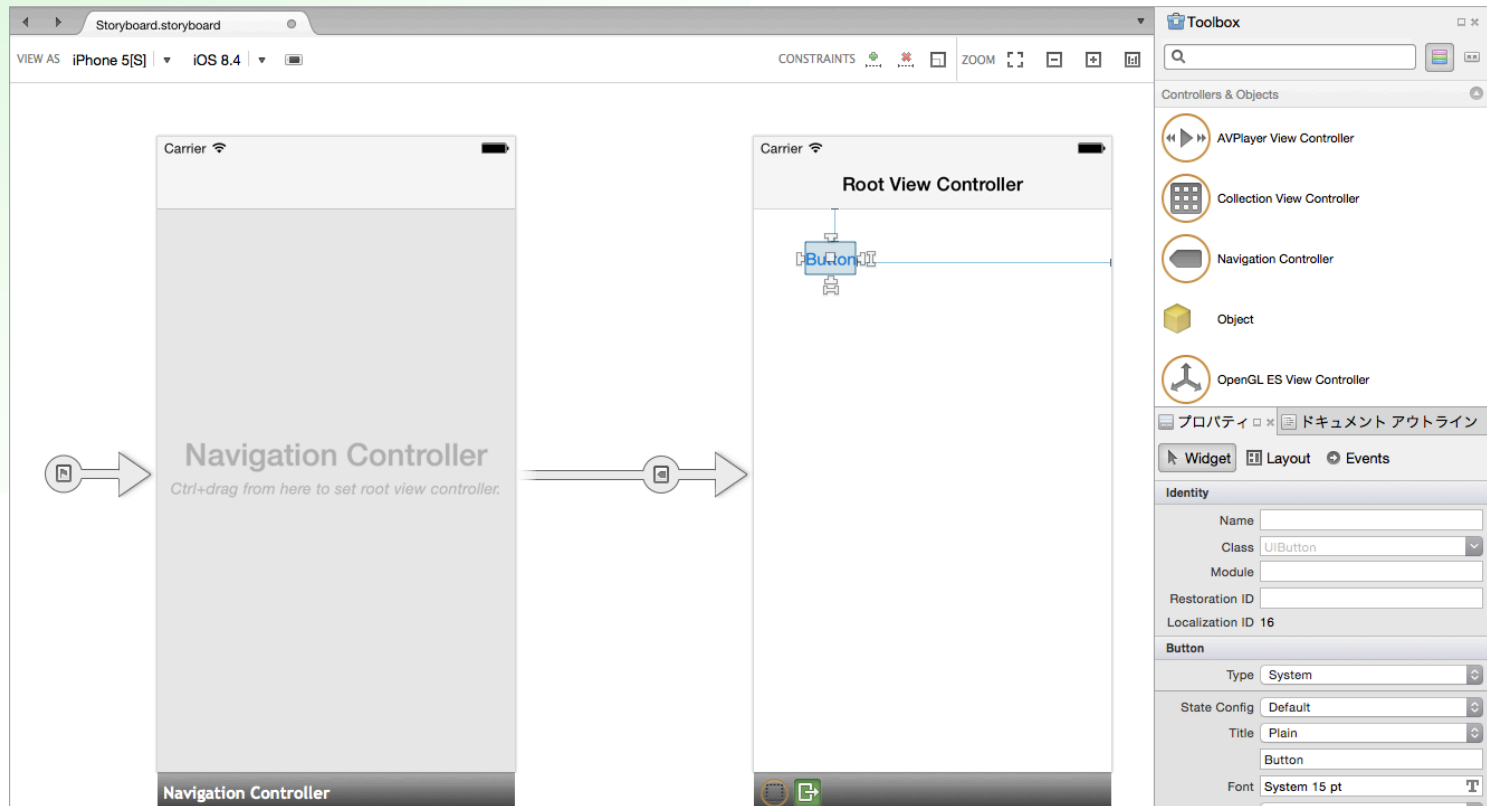 Storyboard.storyboard
VIEW AS iPhone 5[S] iOS 8.4 CONSTRAINTS ZOOM
Carrier
Navigation Controller
Ctrl+drag from here to set root view controller.
Navigation Controller
Carrier
Root View Controller
Button
Toolbox
Controllers & Objects
AVPlayer View Controller
Collection View Controller
Navigation Controller
Object
OpenGL ES View Controller
プロパティ ドキュメント アウトライン
Widget Layout Events
Identity
Name
Class UIButton
Module
Restoration ID
Localization ID 16
Button
Type System
State Config Default
Title Plain
Button
Font System 15 pt T